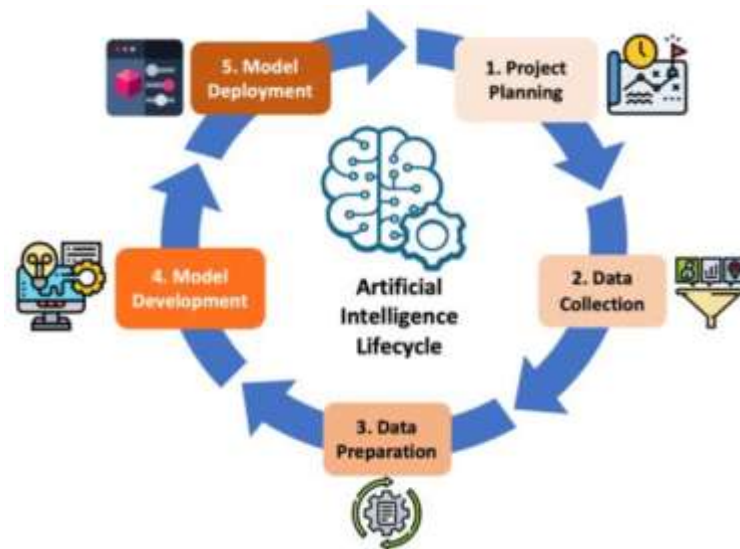 1. Project
Planning
2. Data
Collection
3. Data
Preparation
4. Model
Development
5. Model
Deployment
Artificial
Intelligence
Lifecycle